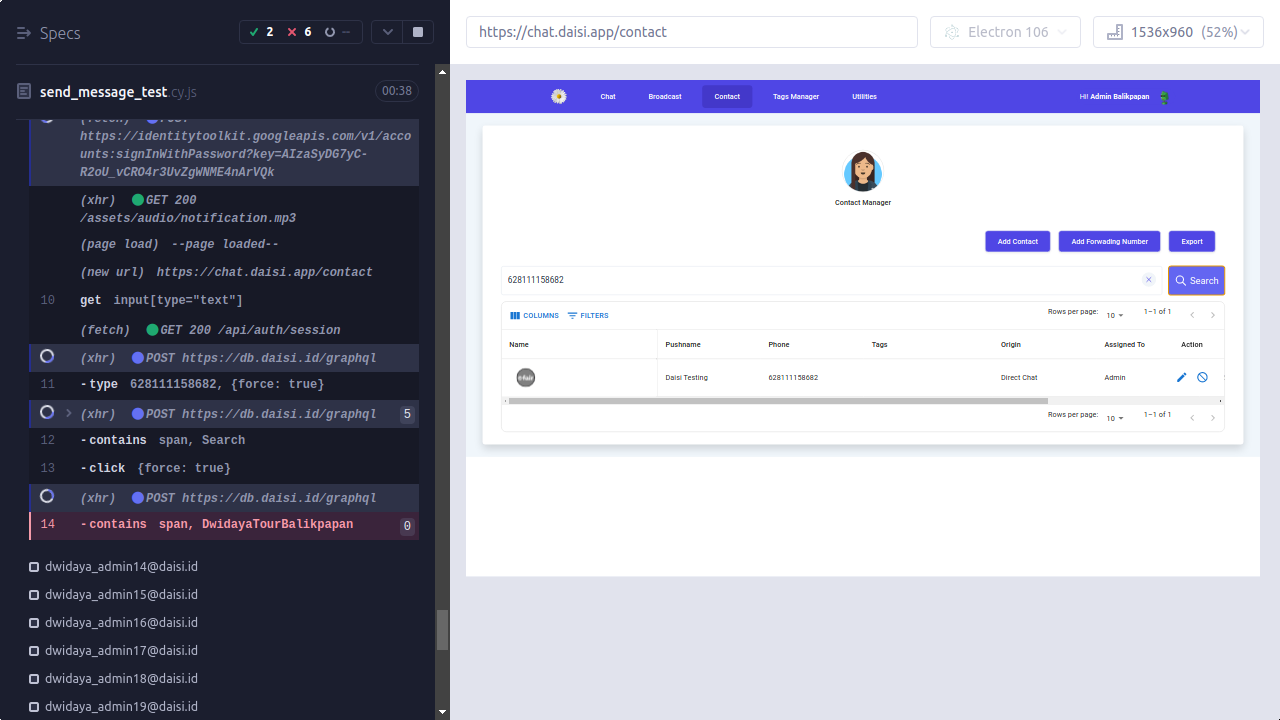 Specs
2
6
--
send_message_test.cy.js
00:38
https://identitytoolkit.googleapis.com/v1/acco
unts:signInWithPassword?key=AIzaSyDG7yC-
R2oU_vCRO4r3UvZgWNME4nArVQk
(xhr) GET 200
/assets/audio/notification.mp3
(page load) --page loaded--
(new url) https://chat.daisi.app/contact
10 get input[type="text"]
(fetch) GET 200 /api/auth/session
(xhr) POST https://db.daisi.id/graphql
11 -type 628111158682, {force: true}
(xhr) POST https://db.daisi.id/graphql 5
12 -contains span, Search
13 -click {force: true}
(xhr) POST https://db.daisi.id/graphql
14 -contains span, DwidayaTourBalikpapan 0
dwidaya_admin14@daisi.id
dwidaya_admin15@daisi.id
dwidaya_admin16@daisi.id
dwidaya_admin17@daisi.id
dwidaya_admin18@daisi.id
dwidaya_admin19@daisi.id
https://chat.daisi.app/contact
Electron 106
1536x960 (52%)
Chat Broadcast Contact Tags Manager Utilities
Hi! Admin Balikpapan
Contact Manager
Add Contact Add Forwading Number Export
628111158682
Search
COLUMNS FILTERS
Rows per page: 10 1–1 of 1
Name Pushname Phone Tags Origin Assigned To Action
Daisi Testing 628111158682 Direct Chat Admin
Rows per page: 10 1–1 of 1